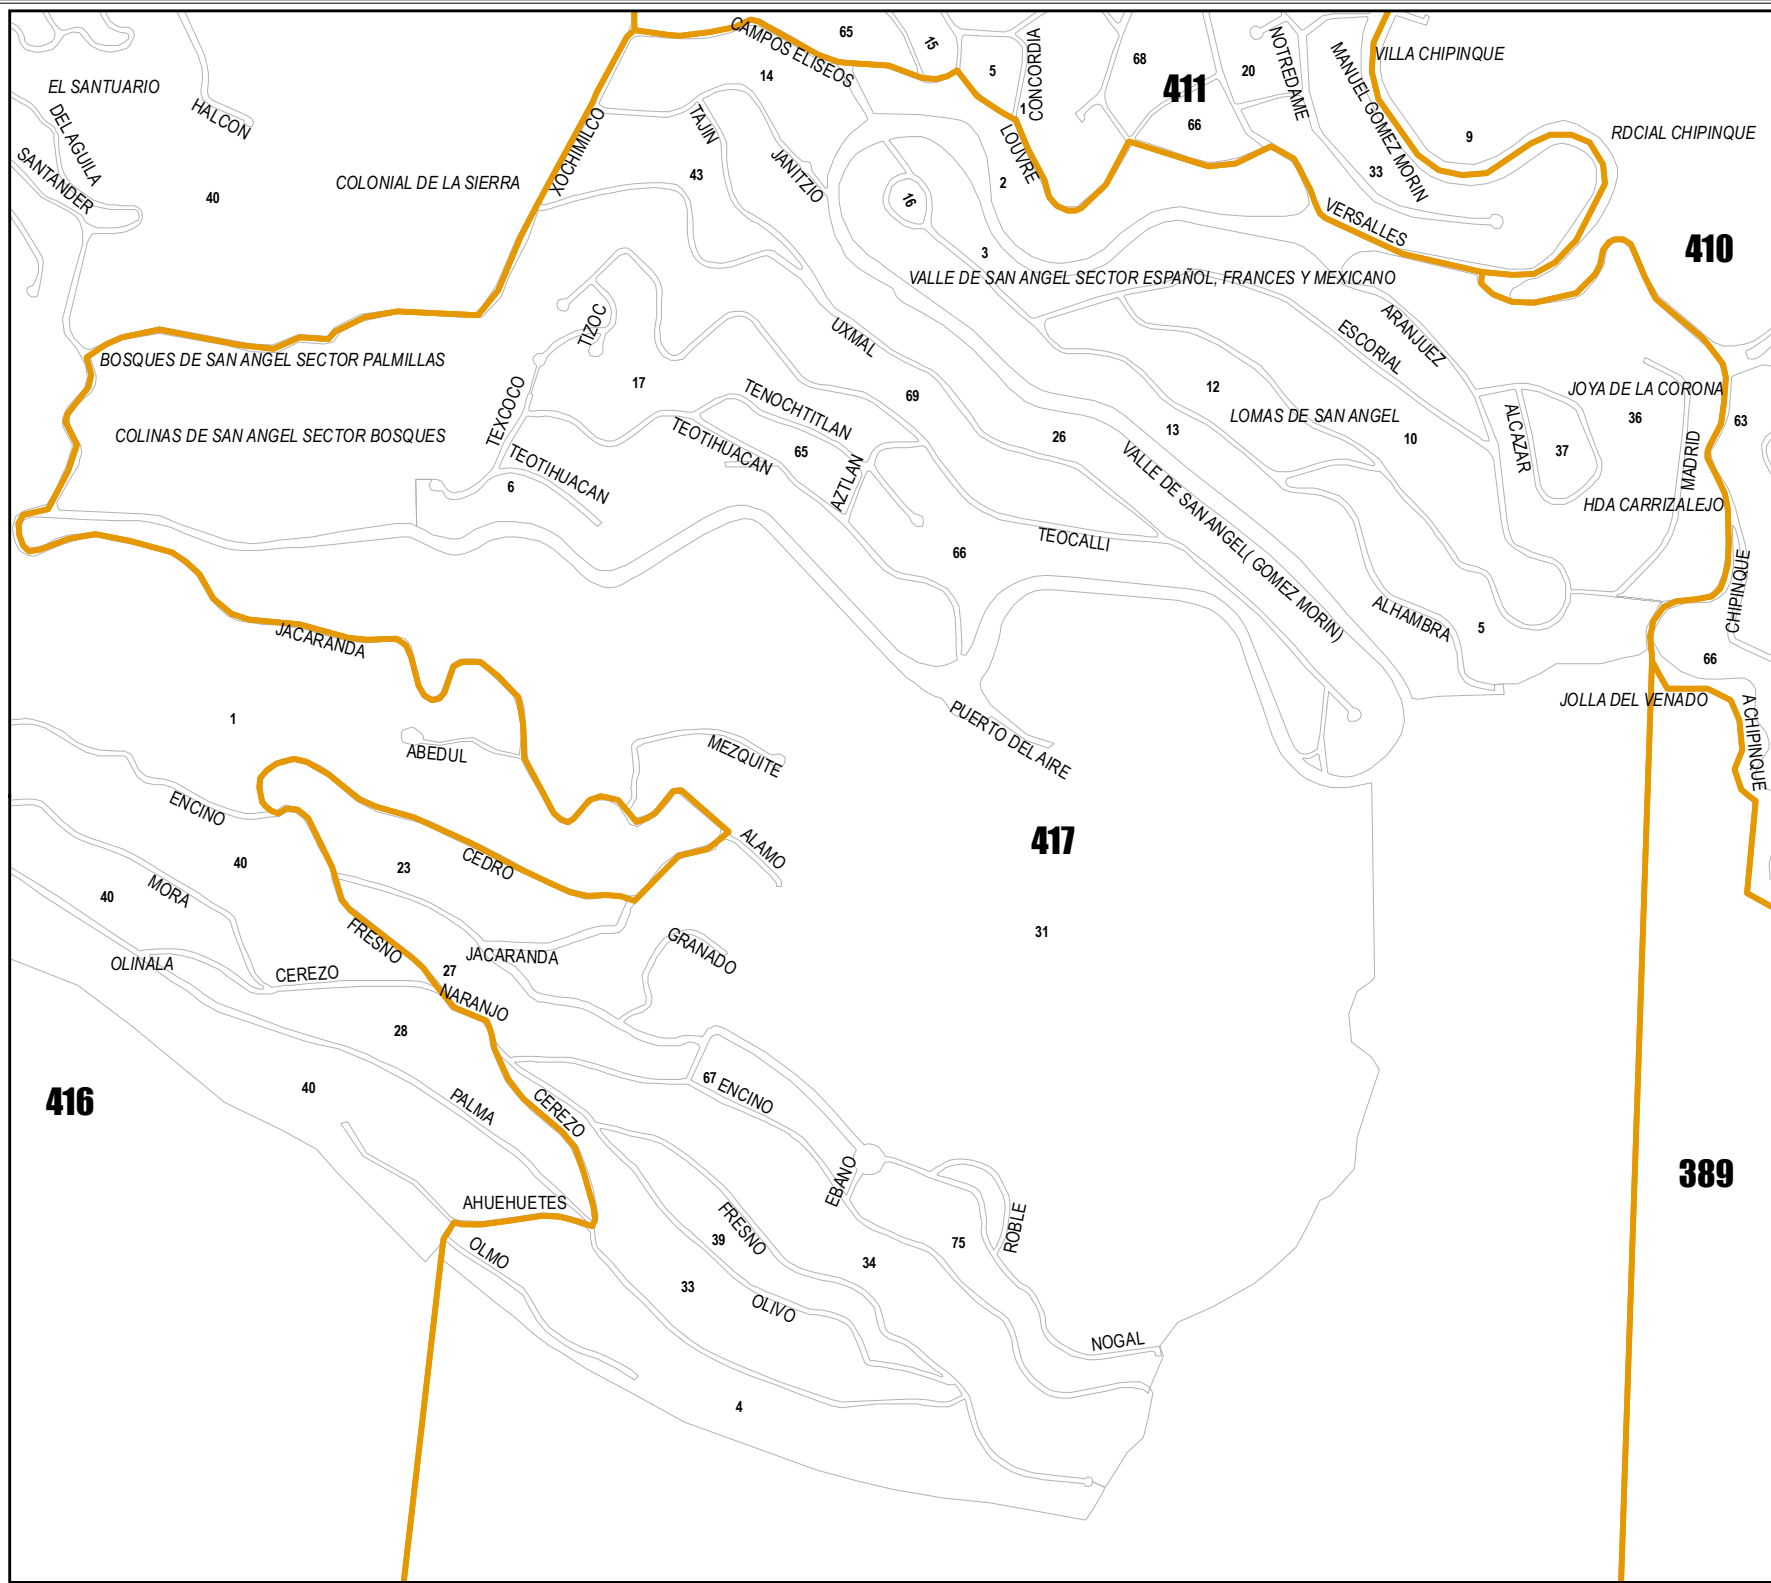 CAMPOS ELISEOS
65
15
5
CONCORDIA
1
68
411
66
20
NOTREDAME
MANUEL GOMEZ MORIN
VILLA CHIPINQUE
9
RDCIAL CHIPINQUE
EL SANTUARIO
HALCON
DEL AGUILA
SANTANDER
40
COLONIAL DE LA SIERRA
XOCHIMILCO
14
TAJIN
JANITZIO
43
16
LOUVRE
2
3
33
VERSALLES
410
VALLE DE SAN ANGEL SECTOR ESPAÑOL, FRANCES Y MEXICANO
ARANJUEZ
ESCORIAL
UXMAL
TIZOC
BOSQUES DE SAN ANGEL SECTOR PALMILLAS
17
TEXCOCO
TENOCHTITLAN
69
12
JOYA DE LA CORONA
36
63
COLINAS DE SAN ANGEL SECTOR BOSQUES
TEOTIHUACAN
65
26
13
LOMAS DE SAN ANGEL
10
ALCAZAR
37
MADRID
TEOTIHUACAN
6
AZTLAN
VALLE DE SAN ANGEL( GOMEZ MORIN)
HDA CARRIZALEJO
66
TEOCALLI
CHIPINQUE
ALHAMBRA
5
JACARANDA
66
JOLLA DEL VENADO
A CHIPINQUE
1
PUERTO DEL AIRE
ABEDUL
MEZQUITE
ENCINO
417
ALAMO
40
23
CEDRO
MORA
40
31
FRESNO
GRANADO
JACARANDA
OLINALA
CEREZO
27
NARANJO
28
40
67
ENCINO
416
PALMA
CEREZO
EBANO
389
AHUEHUETES
FRESNO
ROBLE
OLMO
39
75
34
33
OLIVO
NOGAL
4